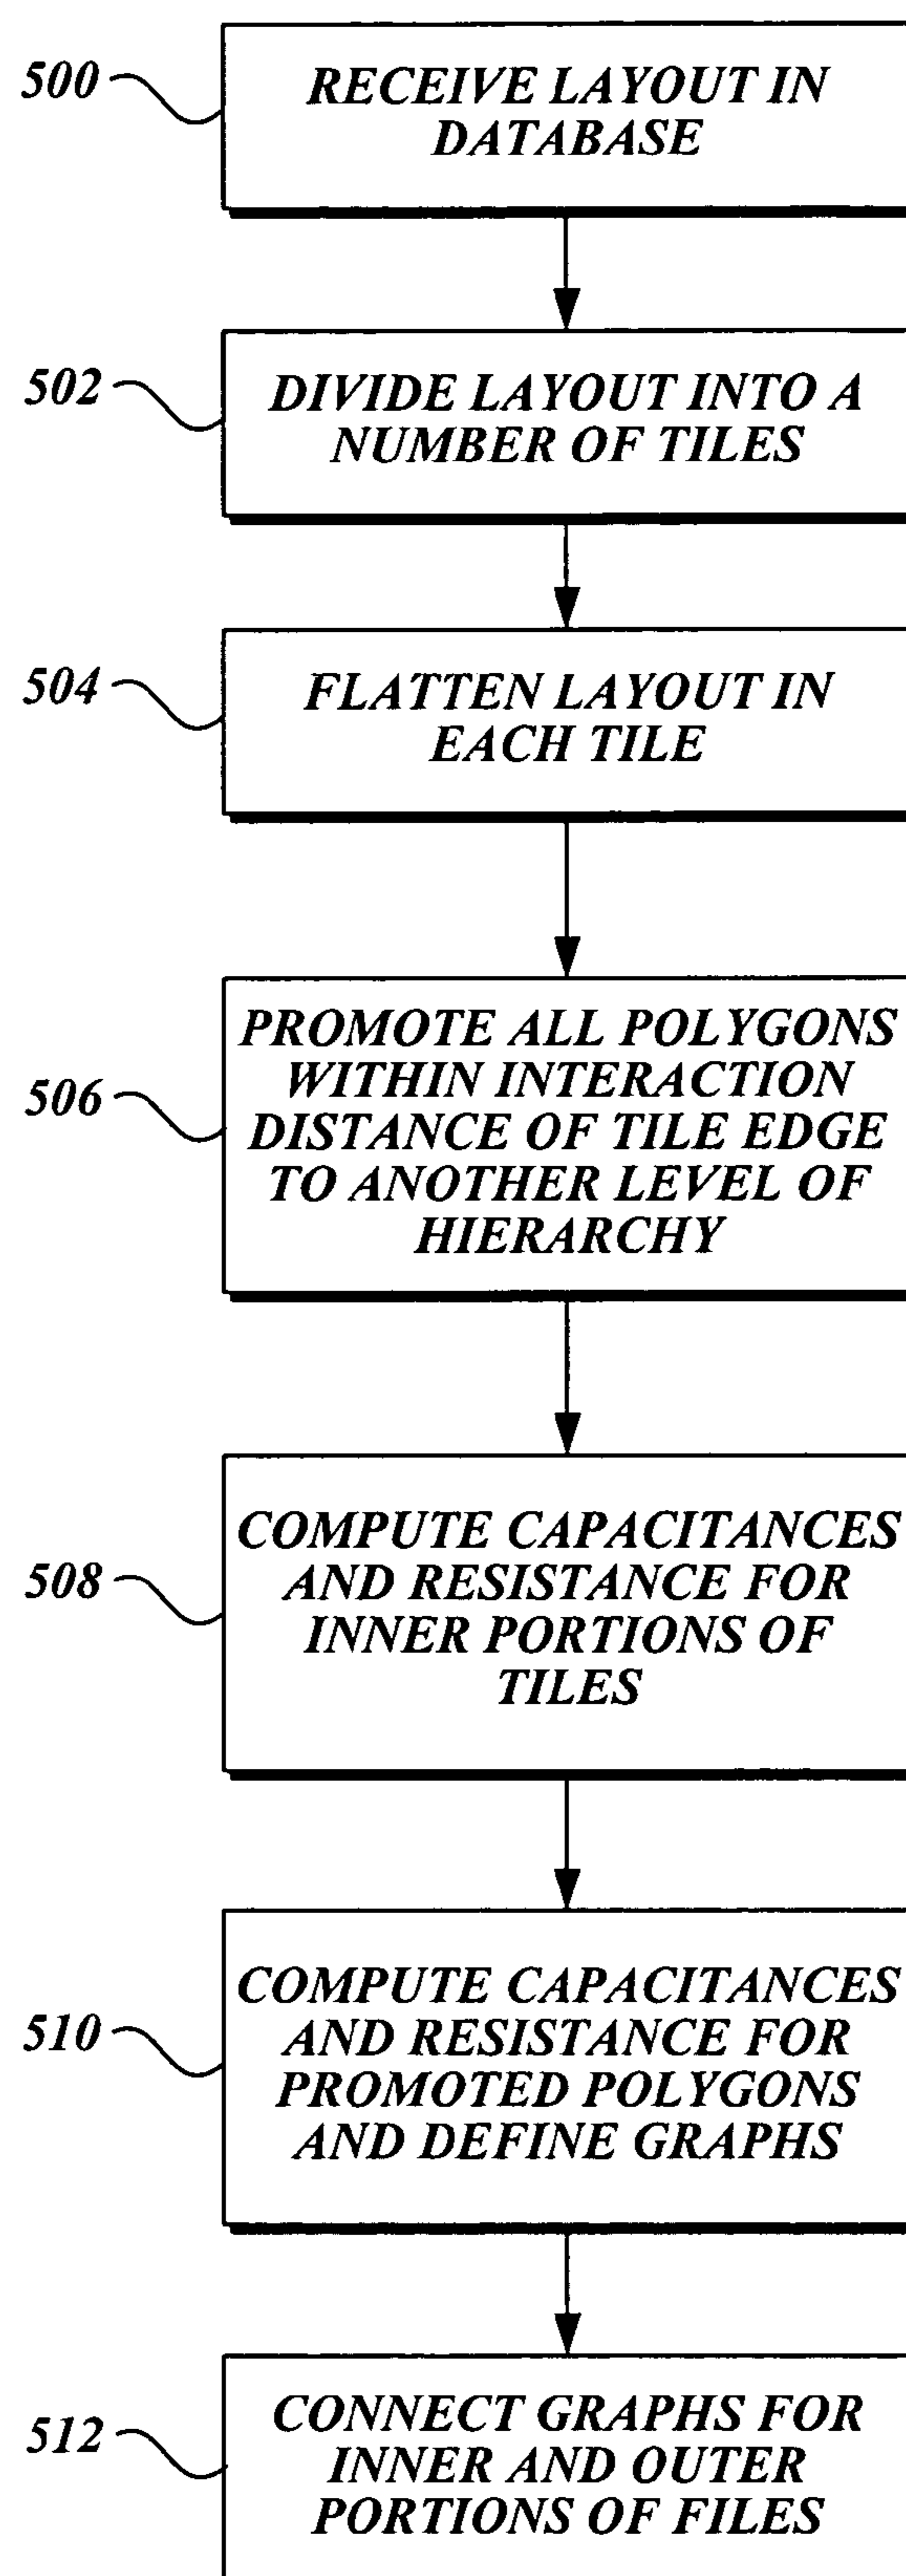 500
RECEIVE LAYOUT IN
DATABASE
502
DIVIDE LAYOUT INTO A
NUMBER OF TILES
504
FLATTEN LAYOUT IN
EACH TILE
506
PROMOTE ALL POLYGONS
WITHIN INTERACTION
DISTANCE OF TILE EDGE
TO ANOTHER LEVEL OF
HIERARCHY
508
COMPUTE CAPACITANCES
AND RESISTANCE FOR
INNER PORTIONS OF
TILES
510
COMPUTE CAPACITANCES
AND RESISTANCE FOR
PROMOTED POLYGONS
AND DEFINE GRAPHS
512
CONNECT GRAPHS FOR
INNER AND OUTER
PORTIONS OF FILES